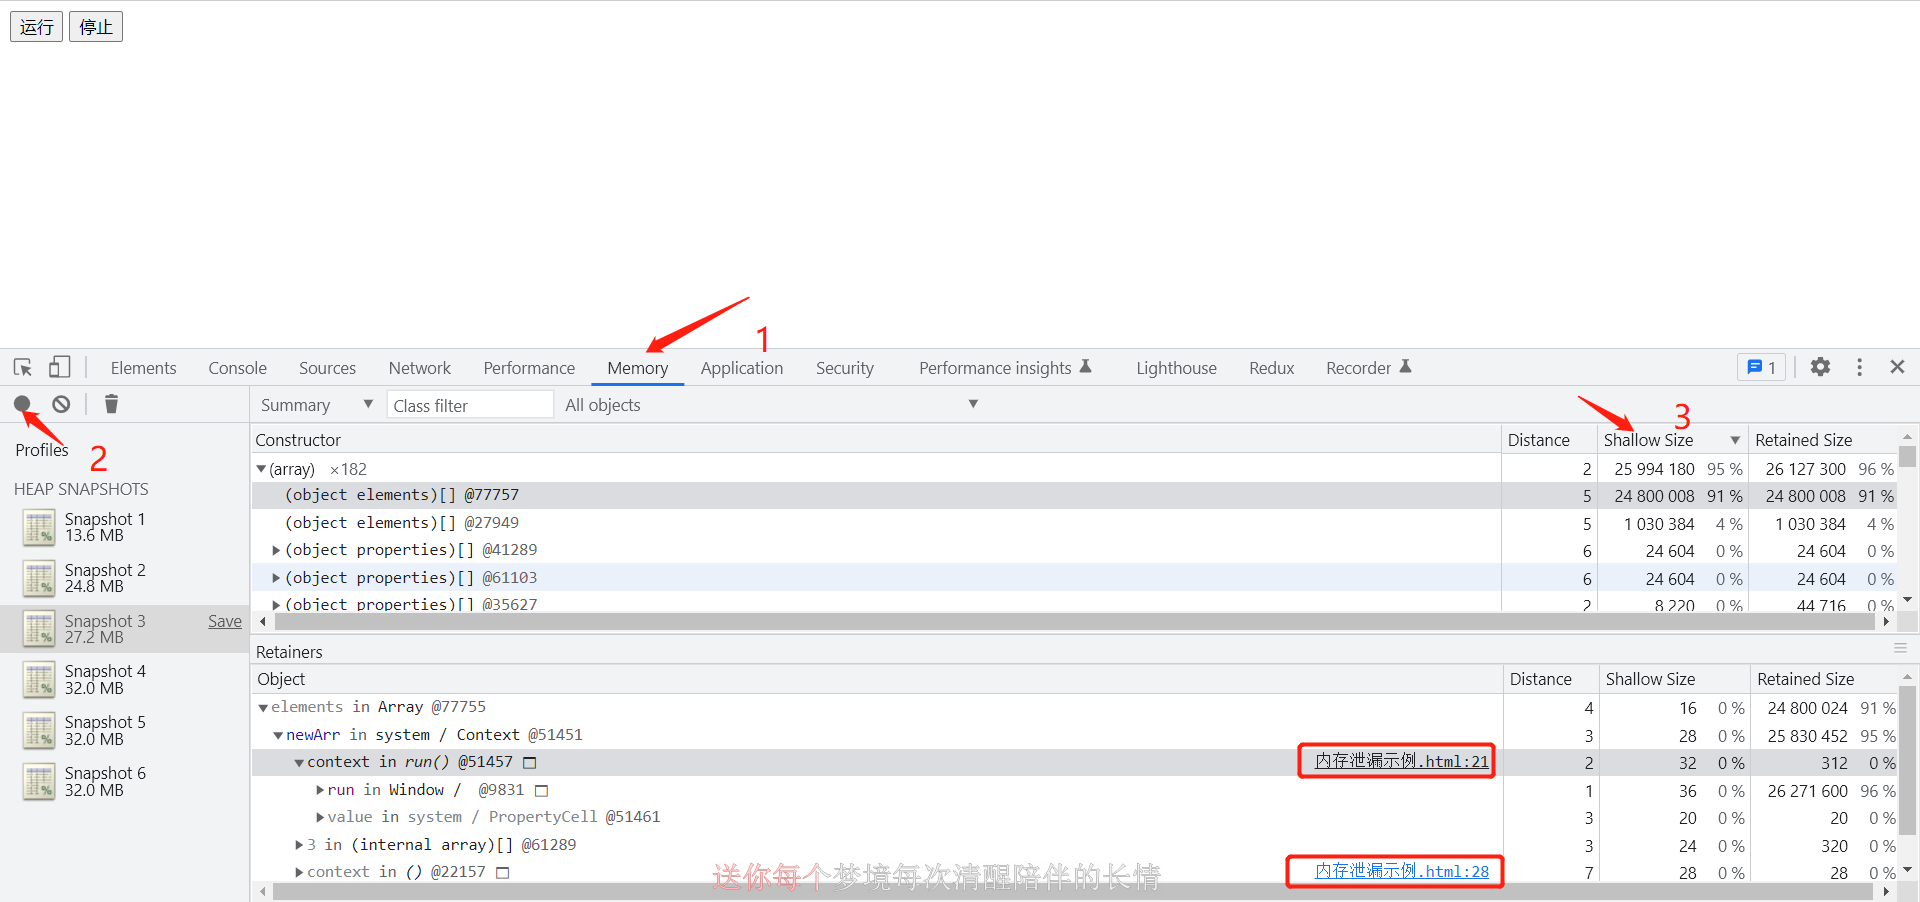 运行 停止
1
Elements Console Sources Network Performance Memory Application Security Performance insights Lighthouse Redux Recorder 1
Summary Class filter All objects
2
3
Profiles
HEAP SNAPSHOTS
Snapshot 1
13.6 MB
Snapshot 2
24.8 MB
Snapshot 3 Save
27.2 MB
Snapshot 4
32.0 MB
Snapshot 5
32.0 MB
Snapshot 6
32.0 MB
Constructor Distance Shallow Size Retained Size
(array) ×182 2 25 994 180 95 % 26 127 300 96 %
(object elements)[] @77757 5 24 800 008 91 % 24 800 008 91 %
(object elements)[] @27949 5 1 030 384 4 % 1 030 384 4 %
(object properties)[] @41289 6 24 604 0 % 24 604 0 %
(object properties)[] @61103 6 24 604 0 % 24 604 0 %
(object properties)[] @35627 2 8 220 0 % 44 716 0 %
Retainers
Object Distance Shallow Size Retained Size
elements in Array @77755 4 16 0 % 24 800 024 91 %
newArr in system / Context @51451 3 28 0 % 25 830 452 95 %
context in run() @51457 内存泄漏示例.html:21 2 32 0 % 312 0 %
run in Window / @9831 1 36 0 % 26 271 600 96 %
value in system / PropertyCell @51461 3 20 0 % 20 0 %
3 in (internal array)[] @61289 3 24 0 % 320 0 %
context in () @22157 内存泄漏示例.html:28 7 28 0 % 28 0 %
送你每个梦境每次清醒陪伴的长情